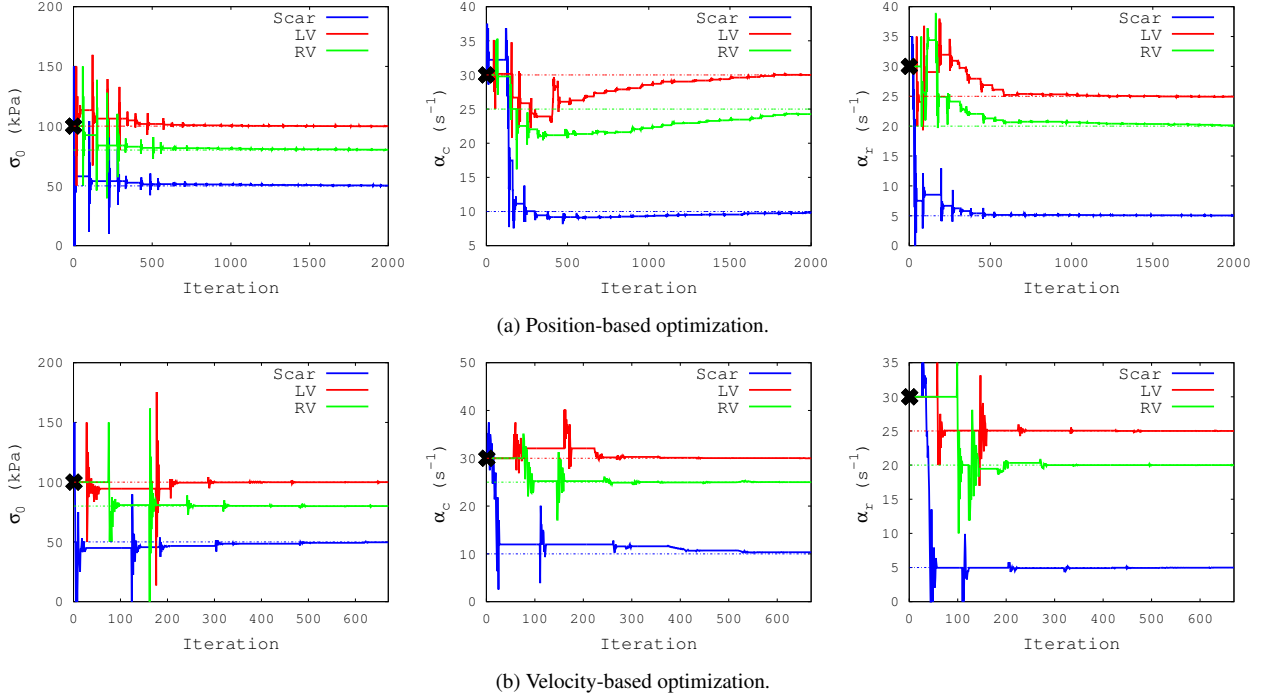 σ₀ (kPa)
200
150
100
50
0
Scar
LV
RV
0 500 1000 1500 2000
Iteration
α_c (s⁻¹)
40
35
30
25
20
15
10
5
Scar
LV
RV
0 500 1000 1500 2000
Iteration
α_r (s⁻¹)
40
35
30
25
20
15
10
5
0
Scar
LV
RV
0 500 1000 1500 2000
Iteration
(a) Position-based optimization.
σ₀ (kPa)
200
150
100
50
0
Scar
LV
RV
0 100 200 300 400 500 600
Iteration
α_c (s⁻¹)
50
40
30
20
10
0
Scar
LV
RV
0 100 200 300 400 500 600
Iteration
α_r (s⁻¹)
35
30
25
20
15
10
5
0
Scar
LV
RV
0 100 200 300 400 500 600
Iteration
(b) Velocity-based optimization.